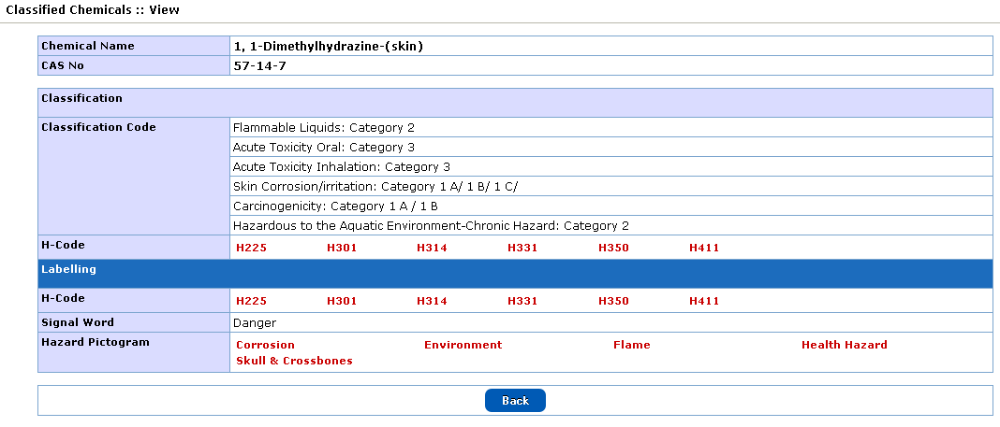 Classified Chemicals :: View
Chemical Name 1, 1-Dimethylhydrazine-(skin)
CAS No 57-14-7
Classification
Classification Code Flammable Liquids: Category 2
Acute Toxicity Oral: Category 3
Acute Toxicity Inhalation: Category 3
Skin Corrosion/irritation: Category 1 A/ 1 B/ 1 C/
Carcinogenicity: Category 1 A / 1 B
Hazardous to the Aquatic Environment-Chronic Hazard: Category 2
H-Code H225 H301 H314 H331 H350 H411
Labelling
H-Code H225 H301 H314 H331 H350 H411
Signal Word Danger
Hazard Pictogram Corrosion Environment Flame Health Hazard
Skull & Crossbones
Back